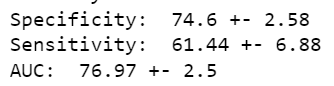 Specificity:  74.6 +- 2.58
Sensitivity:  61.44 +- 6.88
AUC:  76.97 +- 2.5